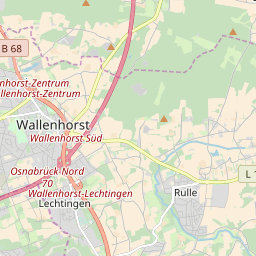 B 68
nhorst-Zentrum
allenhorst-Zentrum
Wallenhorst
Wallenhorst Süd
Osnabrück-Nord
70
Wallenhorst-Lechtingen
Lechtingen
L 1
Rulle